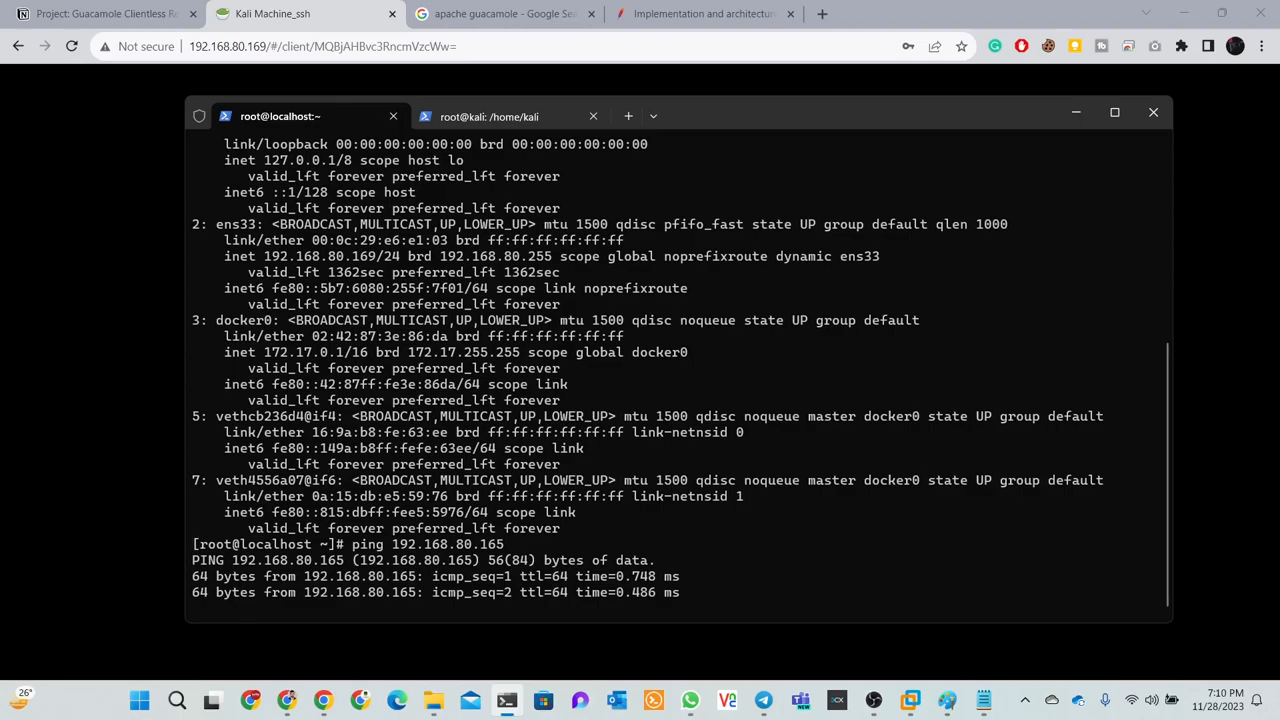 Project: Guacamole Clientless Re
Kali Machine_ssh
apache guacamole - Google Sea
Implementation and architecture
Not secure
192.168.80.169/#/client/MQBjAHBvc3RncmVzcWw=
root@localhost:~
root@kali: /home/kali
link/loopback 00:00:00:00:00:00 brd 00:00:00:00:00:00
inet 127.0.0.1/8 scope host lo
valid_lft forever preferred_lft forever
inet6 ::1/128 scope host
valid_lft forever preferred_lft forever
2: ens33: <BROADCAST,MULTICAST,UP,LOWER_UP> mtu 1500 qdisc pfifo_fast state UP group default qlen 1000
link/ether 00:0c:29:e6:e1:03 brd ff:ff:ff:ff:ff:ff
inet 192.168.80.169/24 brd 192.168.80.255 scope global noprefixroute dynamic ens33
valid_lft 1362sec preferred_lft 1362sec
inet6 fe80::5b7:6080:255f:7f01/64 scope link noprefixroute
valid_lft forever preferred_lft forever
3: docker0: <BROADCAST,MULTICAST,UP,LOWER_UP> mtu 1500 qdisc noqueue state UP group default
link/ether 02:42:87:3e:86:da brd ff:ff:ff:ff:ff:ff
inet 172.17.0.1/16 brd 172.17.255.255 scope global docker0
valid_lft forever preferred_lft forever
inet6 fe80::42:87ff:fe3e:86da/64 scope link
valid_lft forever preferred_lft forever
5: vethcb236d4@if4: <BROADCAST,MULTICAST,UP,LOWER_UP> mtu 1500 qdisc noqueue master docker0 state UP group default
link/ether 16:9a:b8:fe:63:ee brd ff:ff:ff:ff:ff:ff link-netnsid 0
inet6 fe80::149a:b8ff:fefe:63ee/64 scope link
valid_lft forever preferred_lft forever
7: veth4556a07@if6: <BROADCAST,MULTICAST,UP,LOWER_UP> mtu 1500 qdisc noqueue master docker0 state UP group default
link/ether 0a:15:db:e5:59:76 brd ff:ff:ff:ff:ff:ff link-netnsid 1
inet6 fe80::815:dbff:fee5:5976/64 scope link
valid_lft forever preferred_lft forever
[root@localhost ~]# ping 192.168.80.165
PING 192.168.80.165 (192.168.80.165) 56(84) bytes of data.
64 bytes from 192.168.80.165: icmp_seq=1 ttl=64 time=0.748 ms
64 bytes from 192.168.80.165: icmp_seq=2 ttl=64 time=0.486 ms
26°
7:10 PM
11/28/2023